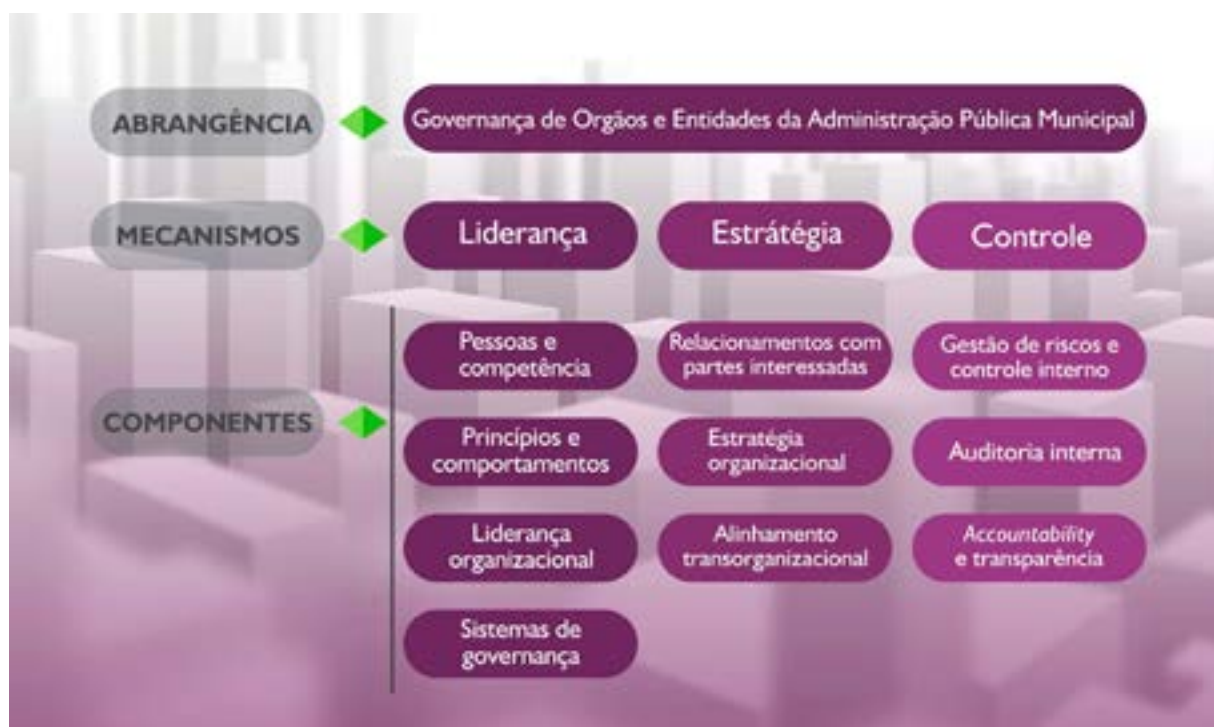 ABRANGÊNCIA
Governança de Orgãos e Entidades da Administração Pública Municipal
MECANISMOS
Liderança
Estrátégia
Controle
COMPONENTES
Pessoas e
competência
Relacionamentos com
partes interessadas
Gestão de riscos e
controle interno
Princípios e
comportamentos
Estratégia
organizacional
Auditoria interna
Liderança
organizacional
Alinhamento
transorganizacional
Accountability
e transparência
Sistemas de
governança